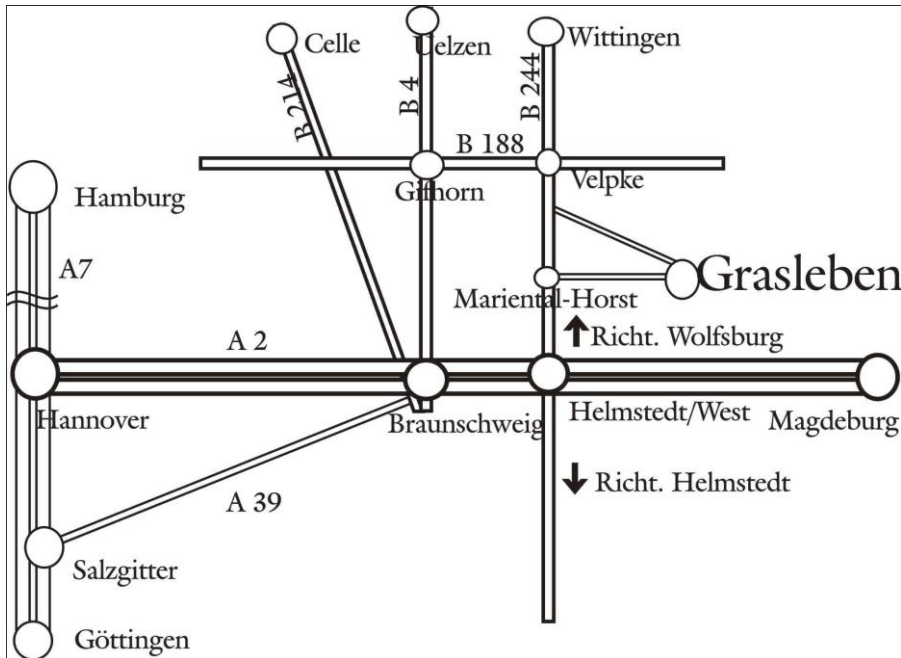 Celle
Uelzen
Wittingen
B 214
B 4
B 244
B 188
Hamburg
Gifhorn
Velpke
A7
Grasleben
Mariental-Horst
A 2
Richt. Wolfsburg
Hannover
Braunschweig
Helmstedt/West
Magdeburg
Richt. Helmstedt
A 39
Salzgitter
Göttingen